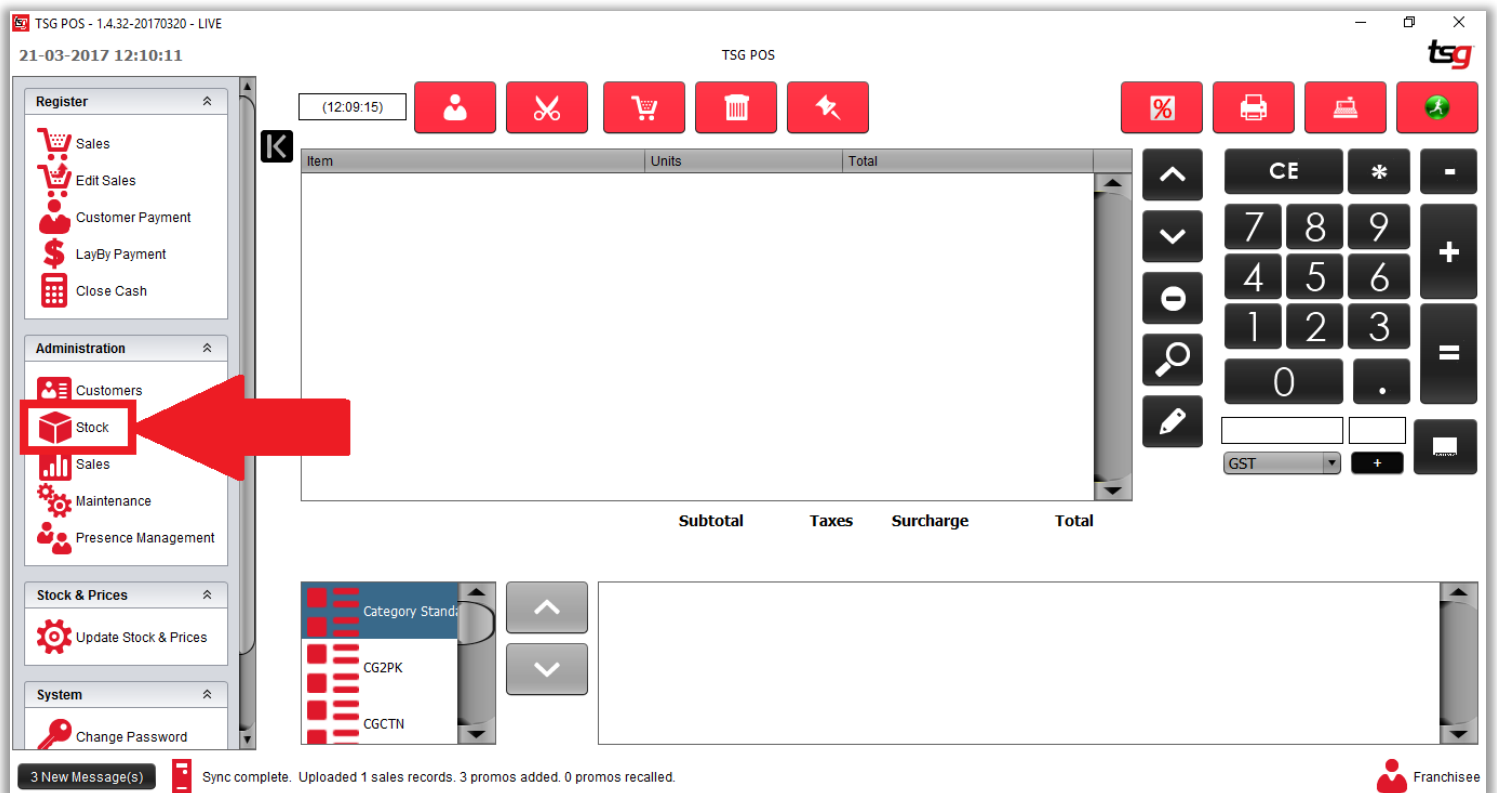 TSG POS - 1.4.32-20170320 - LIVE
21-03-2017 12:10:11
TSG POS
tsg
Register
Sales
Edit Sales
Customer Payment
LayBy Payment
Close Cash
Administration
Customers
Stock
Sales
Maintenance
Presence Management
Stock & Prices
Update Stock & Prices
System
Change Password
(12:09:15)
%
Item Units Total
CE * -
7 8 9 +
4 5 6
1 2 3 =
0 .
GST +
Subtotal Taxes Surcharge Total
Category Standa
CG2PK
CGCTN
3 New Message(s) Sync complete. Uploaded 1 sales records. 3 promos added. 0 promos recalled. Franchisee